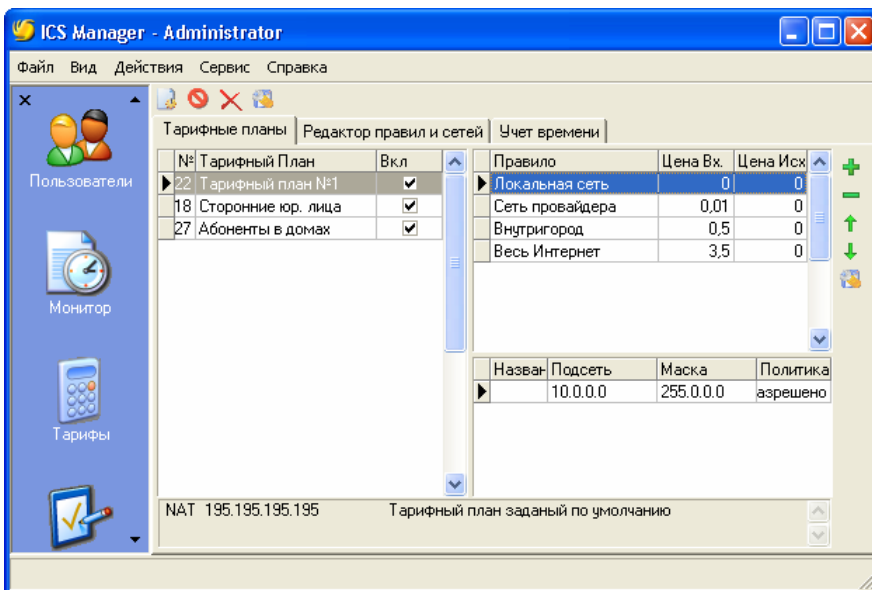 ICS Manager - Administrator
Файл Вид Действия Сервис Справка
Пользователи
Монитор
Тарифы
Тарифные планы Редактор правил и сетей Учет времени
№ Тарифный План Вкл
22 Тарифный план №1
18 Сторонние юр. лица
27 Абоненты в домах
Правило Цена Вх. Цена Исх
Локальная сеть 0 0
Сеть провайдера 0,01 0
Внутригород 0,5 0
Весь Интернет 3,5 0
Назван Подсеть Маска Политика
10.0.0.0 255.0.0.0 азрешено
NAT 195.195.195.195 Тарифный план заданый по умолчанию